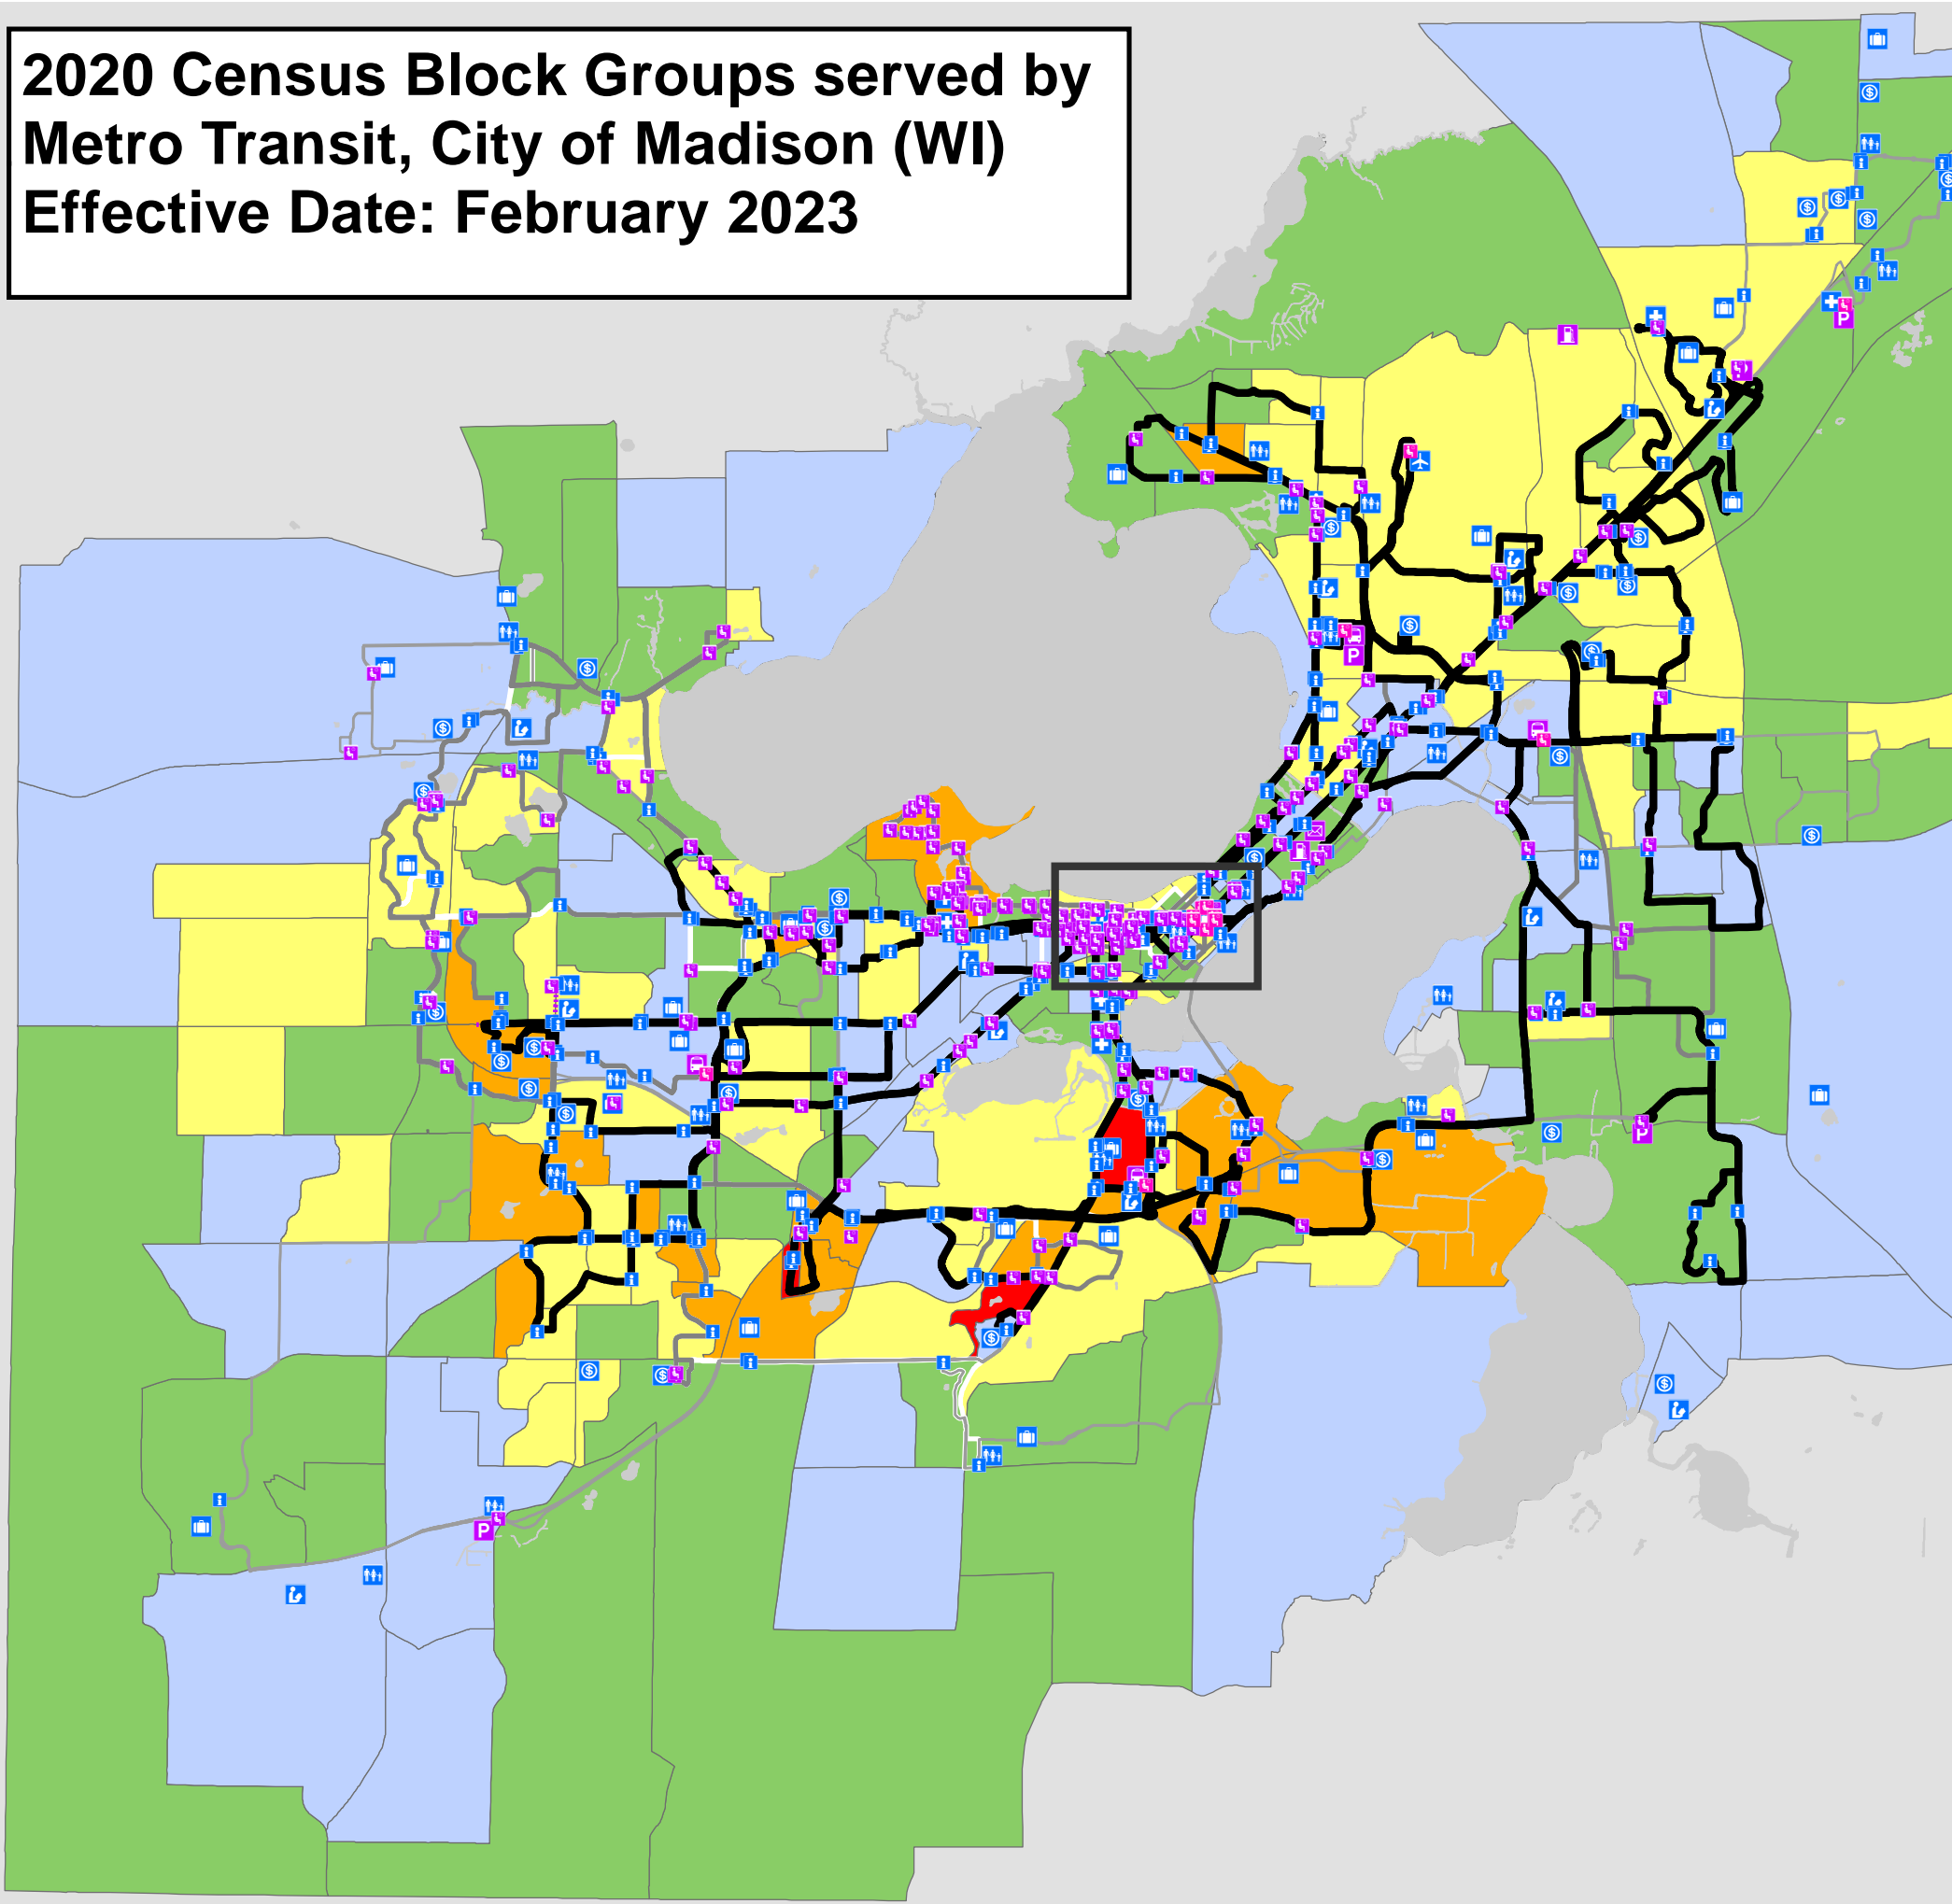 2020 Census Block Groups served by
Metro Transit, City of Madison (WI)
Effective Date: February 2023
P
P
P
P